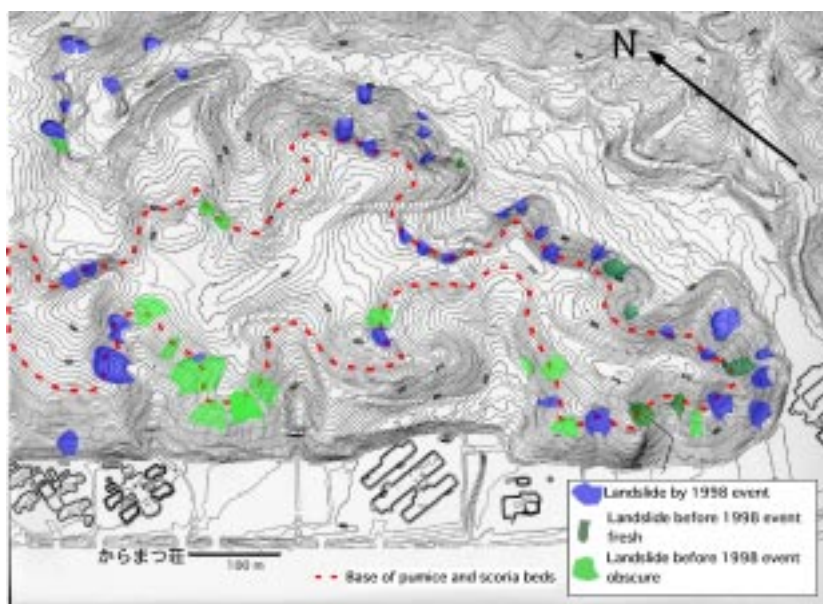 N
Landslide by 1998 event
Landslide before 1998 event
fresh
Landslide before 1998 event
obscure
からまつ荘
100 m
Base of pumice and scoria beds